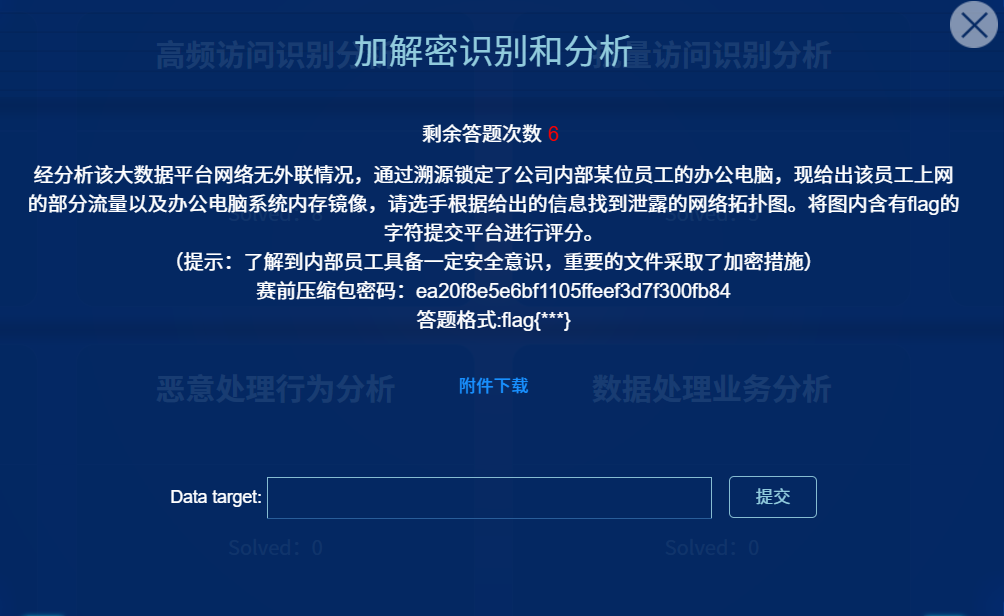 高频访问识别分析
批量访问识别分析
加解密识别和分析
剩余答题次数 6
经分析该大数据平台网络无外联情况，通过溯源锁定了公司内部某位员工的办公电脑，现给出该员工上网
的部分流量以及办公电脑系统内存镜像，请选手根据给出的信息找到泄露的网络拓扑图。将图内含有flag的
字符提交平台进行评分。
（提示：了解到内部员工具备一定安全意识，重要的文件采取了加密措施）
赛前压缩包密码：ea20f8e5e6bf1105ffeef3d7f300fb84
答题格式:flag{***}
恶意处理行为分析
附件下载
数据处理业务分析
Data target:
提交
Solved：0
Solved：0